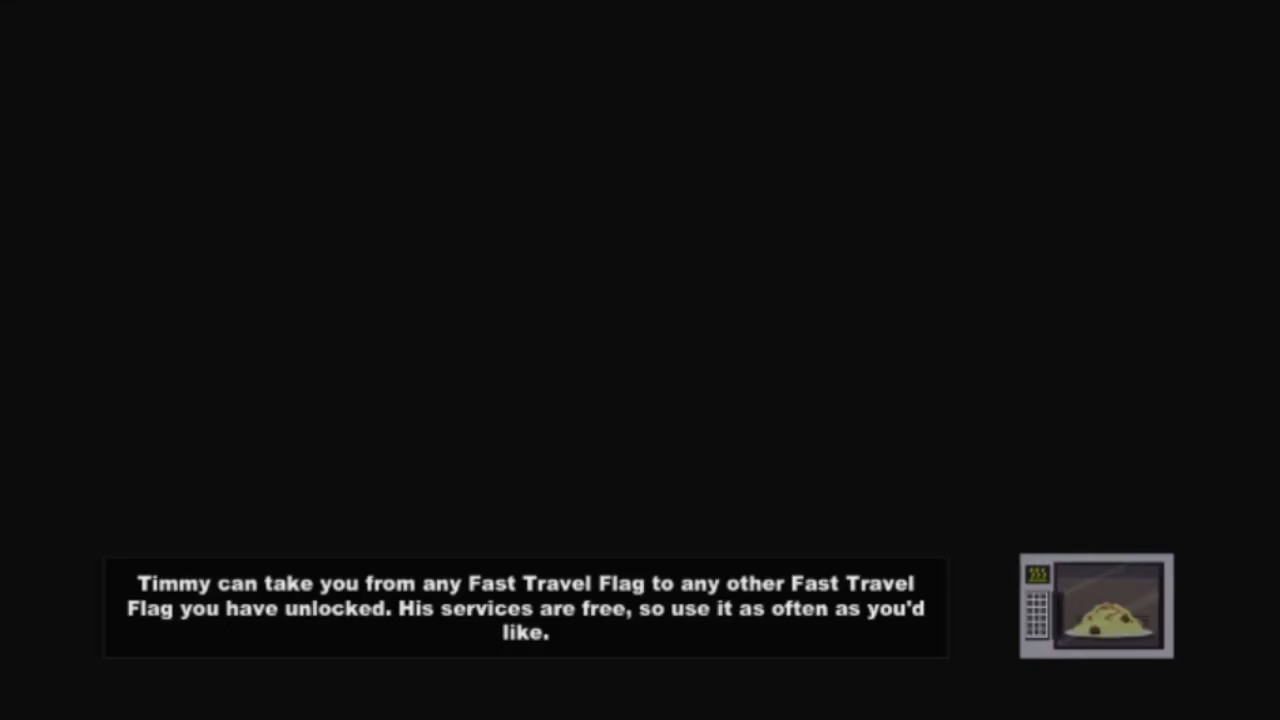 Timmy can take you from any Fast Travel Flag to any other Fast Travel
Flag you have unlocked. His services are free, so use it as often as you'd
like.